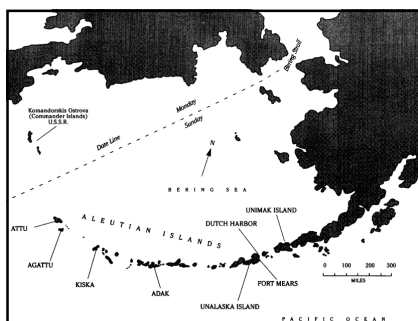 Bering Strait
Komandorskis Ostrova
(Commander Islands)
U.S.S.R.
Monday
Date Line
Sunday
N
BERING SEA
ALEUTIAN ISLANDS
UNIMAK ISLAND
DUTCH HARBOR
ATTU
AGATTU
KISKA
ADAK
FORT MEARS
UNALASKA ISLAND
0 100 200 300
MILES
PACIFIC OCEAN